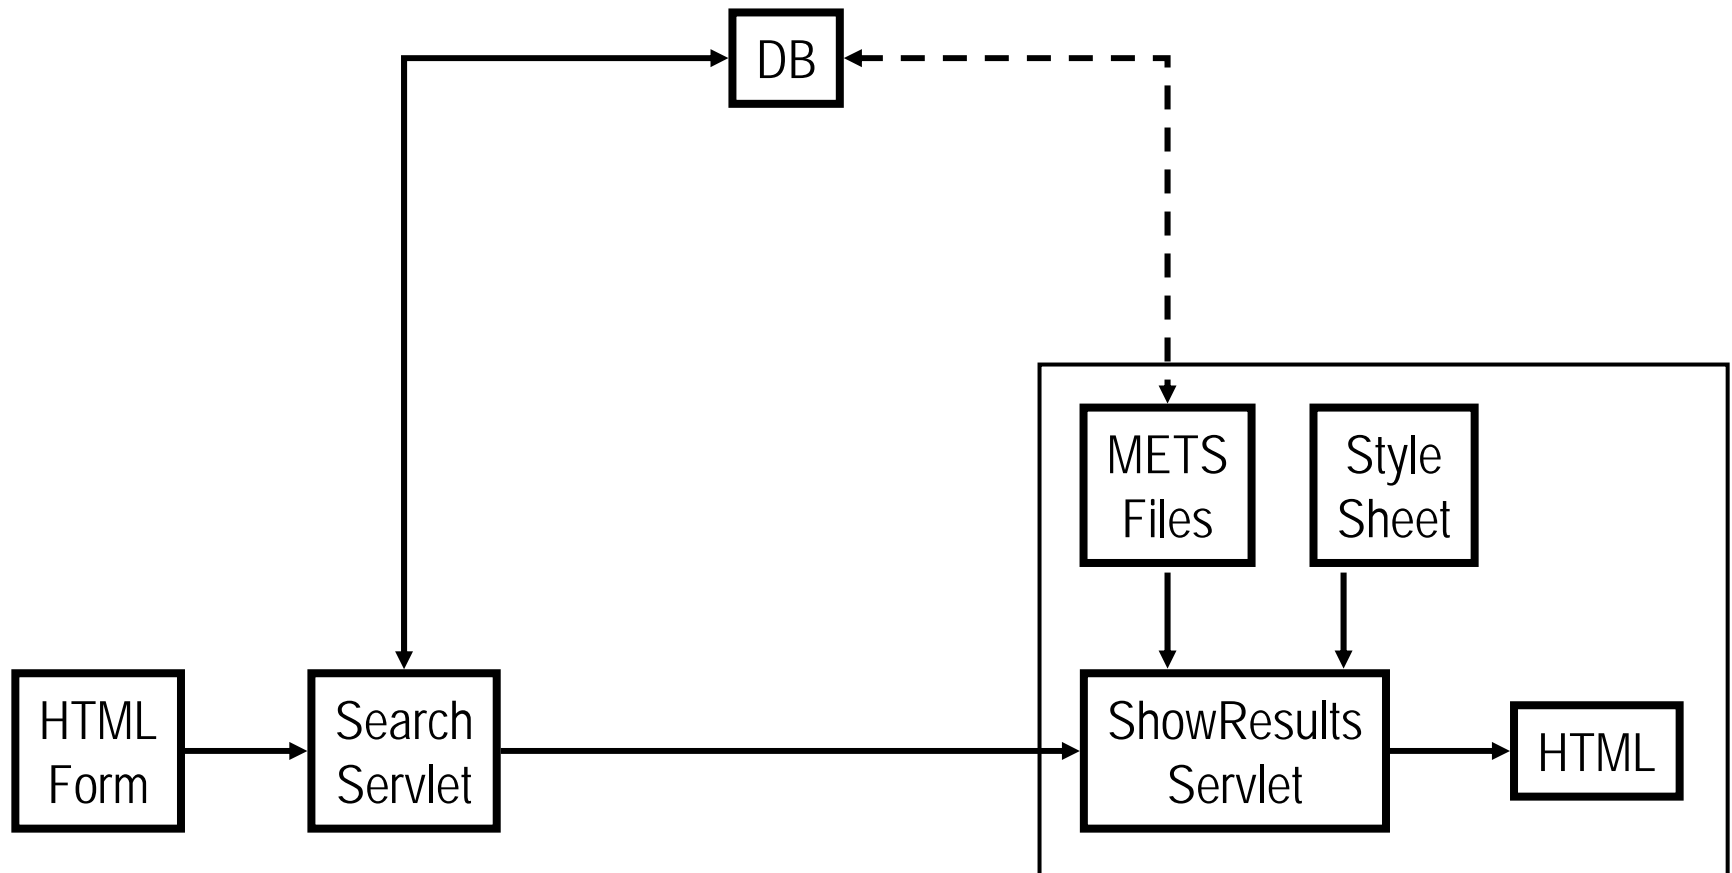 DB
METS
Files
Style
Sheet
HTML
Form
Search
Servlet
ShowResults
Servlet
HTML